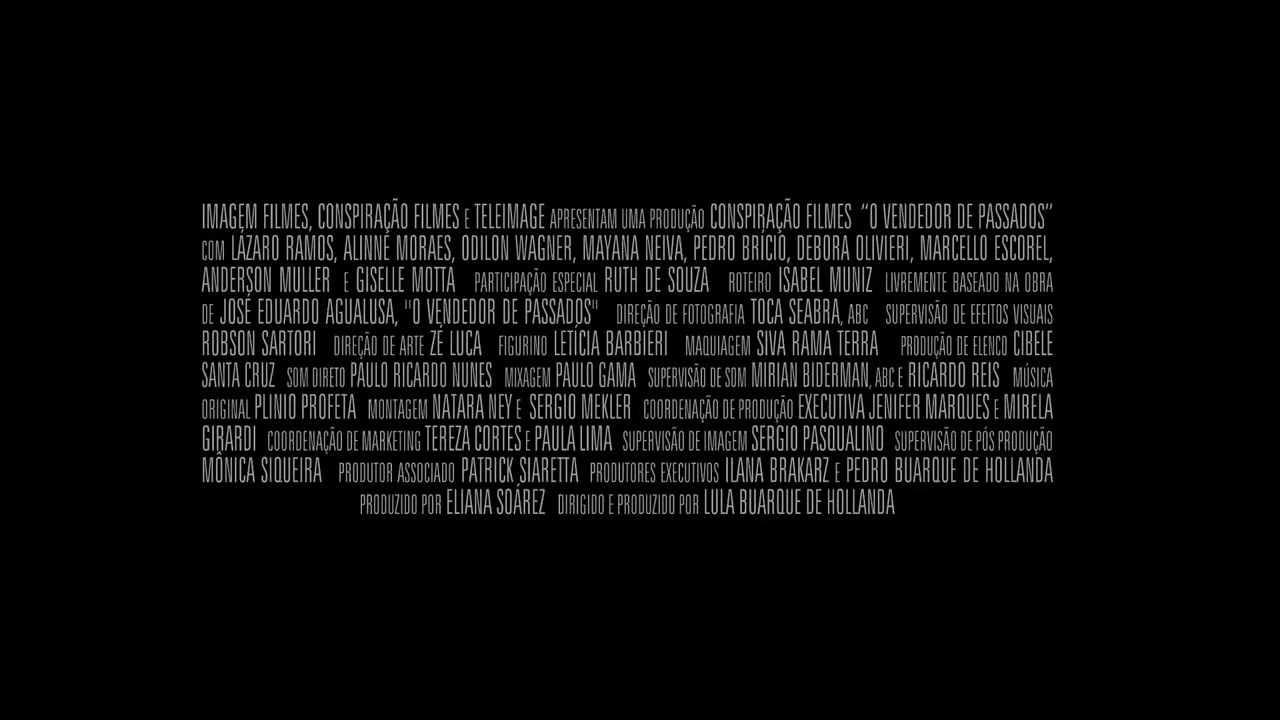 IMAGEM FILMES, CONSPIRAÇÃO FILMES E TELEIMAGE APRESENTAM UMA PRODUÇÃO CONSPIRAÇÃO FILMES “O VENDEDOR DE PASSADOS”
COM LÁZARO RAMOS, ALINNE MORAES, ODILON WAGNER, MAYANA NEIVA, PEDRO BRÍCIO, DEBORA OLIVIERI, MARCELLO ESCOREL,
ANDERSON MULLER E GISELLE MOTTA PARTICIPAÇÃO ESPECIAL RUTH DE SOUZA ROTEIRO ISABEL MUNIZ LIVREMENTE BASEADO NA OBRA
DE JOSÉ EDUARDO AGUALUSA, "O VENDEDOR DE PASSADOS" DIREÇÃO DE FOTOGRAFIA TOCA SEABRA, ABC SUPERVISÃO DE EFEITOS VISUAIS
ROBSON SARTORI DIREÇÃO DE ARTE ZÉ LUCA FIGURINO LETÍCIA BARBIERI MAQUIAGEM SIVA RAMA TERRA PRODUÇÃO DE ELENCO CIBELE
SANTA CRUZ SOM DIRETO PAULO RICARDO NUNES MIXAGEM PAULO GAMA SUPERVISÃO DE SOM MIRIAN BIDERMAN, ABC E RICARDO REIS MÚSICA
ORIGINAL PLINIO PROFETA MONTAGEM NATARA NEY E SERGIO MEKLER COORDENAÇÃO DE PRODUÇÃO EXECUTIVA JENIFER MARQUES E MIRELA
GIRARDI COORDENAÇÃO DE MARKETING TEREZA CORTES E PAULA LIMA SUPERVISÃO DE IMAGEM SERGIO PASQUALINO SUPERVISÃO DE PÓS PRODUÇÃO
MÔNICA SIQUEIRA PRODUTOR ASSOCIADO PATRICK SIARETTA PRODUTORES EXECUTIVOS ILANA BRAKARZ E PEDRO BUARQUE DE HOLLANDA
PRODUZIDO POR ELIANA SOÁREZ DIRIGIDO E PRODUZIDO POR LULA BUARQUE DE HOLLANDA